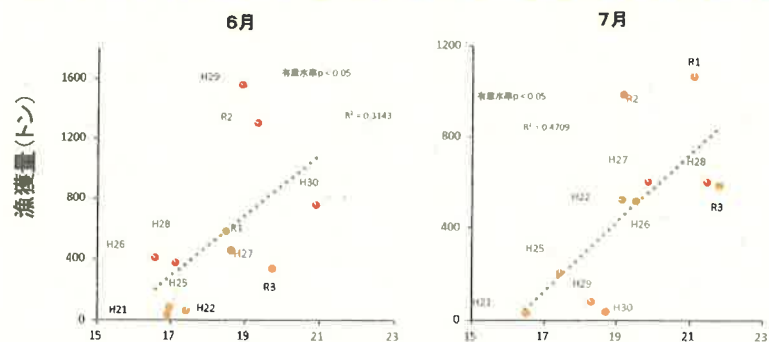 6月
漁獲量(トン)
1600
1200
800
400
0
15
17
19
21
23
有意水準p<0.05
R² = 0.3143
H29
R2
H30
H28
H26
R1
H27
H25
R3
H21
H22
7月
1200
800
400
0
15
17
19
21
23
有意水準p<0.05
R² = 0.4709
R1
R2
H27
H28
H22
H26
R3
H25
H29
H21
H30